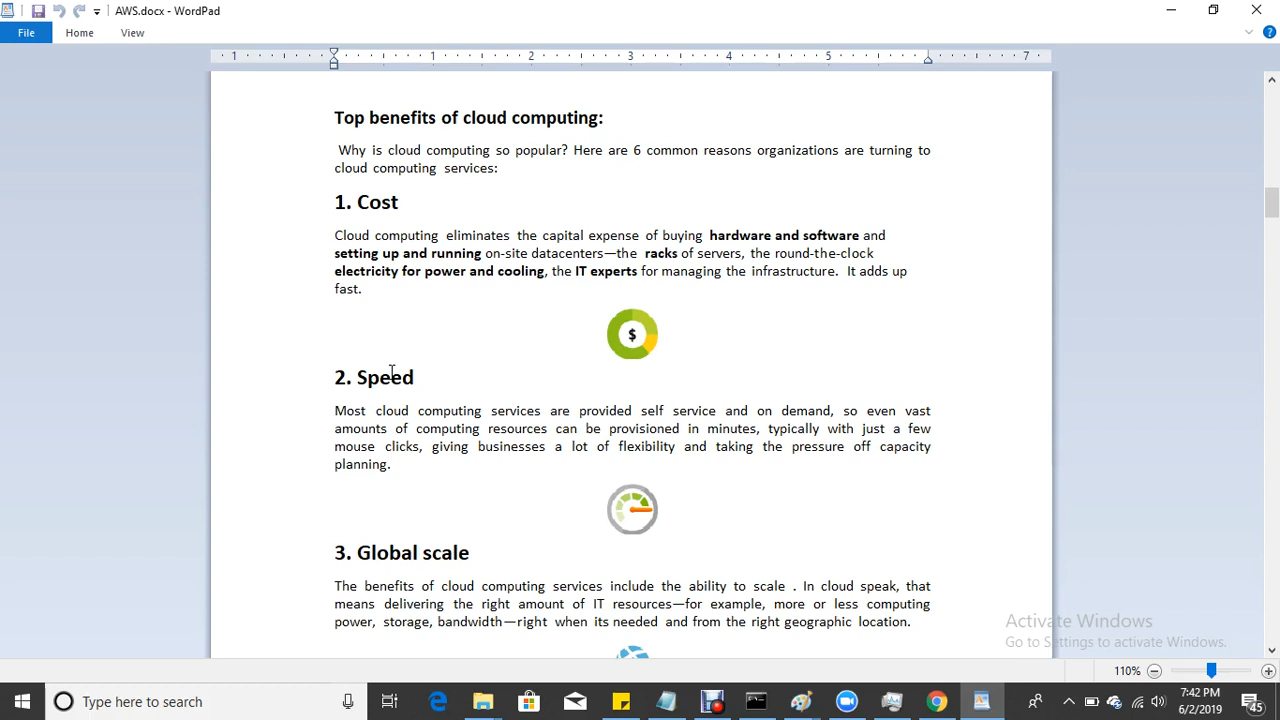 AWS.docx - WordPad
File Home View
1 1 2 3 4 5 7
Top benefits of cloud computing:
Why is cloud computing so popular? Here are 6 common reasons organizations are turning to
cloud computing services:
1. Cost
Cloud computing eliminates the capital expense of buying hardware and software and
setting up and running on-site datacenters—the racks of servers, the round-the-clock
electricity for power and cooling, the IT experts for managing the infrastructure. It adds up
fast.
$
2. Speed
Most cloud computing services are provided self service and on demand, so even vast
amounts of computing resources can be provisioned in minutes, typically with just a few
mouse clicks, giving businesses a lot of flexibility and taking the pressure off capacity
planning.
3. Global scale
The benefits of cloud computing services include the ability to scale . In cloud speak, that
means delivering the right amount of IT resources—for example, more or less computing
power, storage, bandwidth—right when its needed and from the right geographic location.
Activate Windows
Go to Settings to activate Windows.
110%
Type here to search
7:42 PM
6/2/2019
45